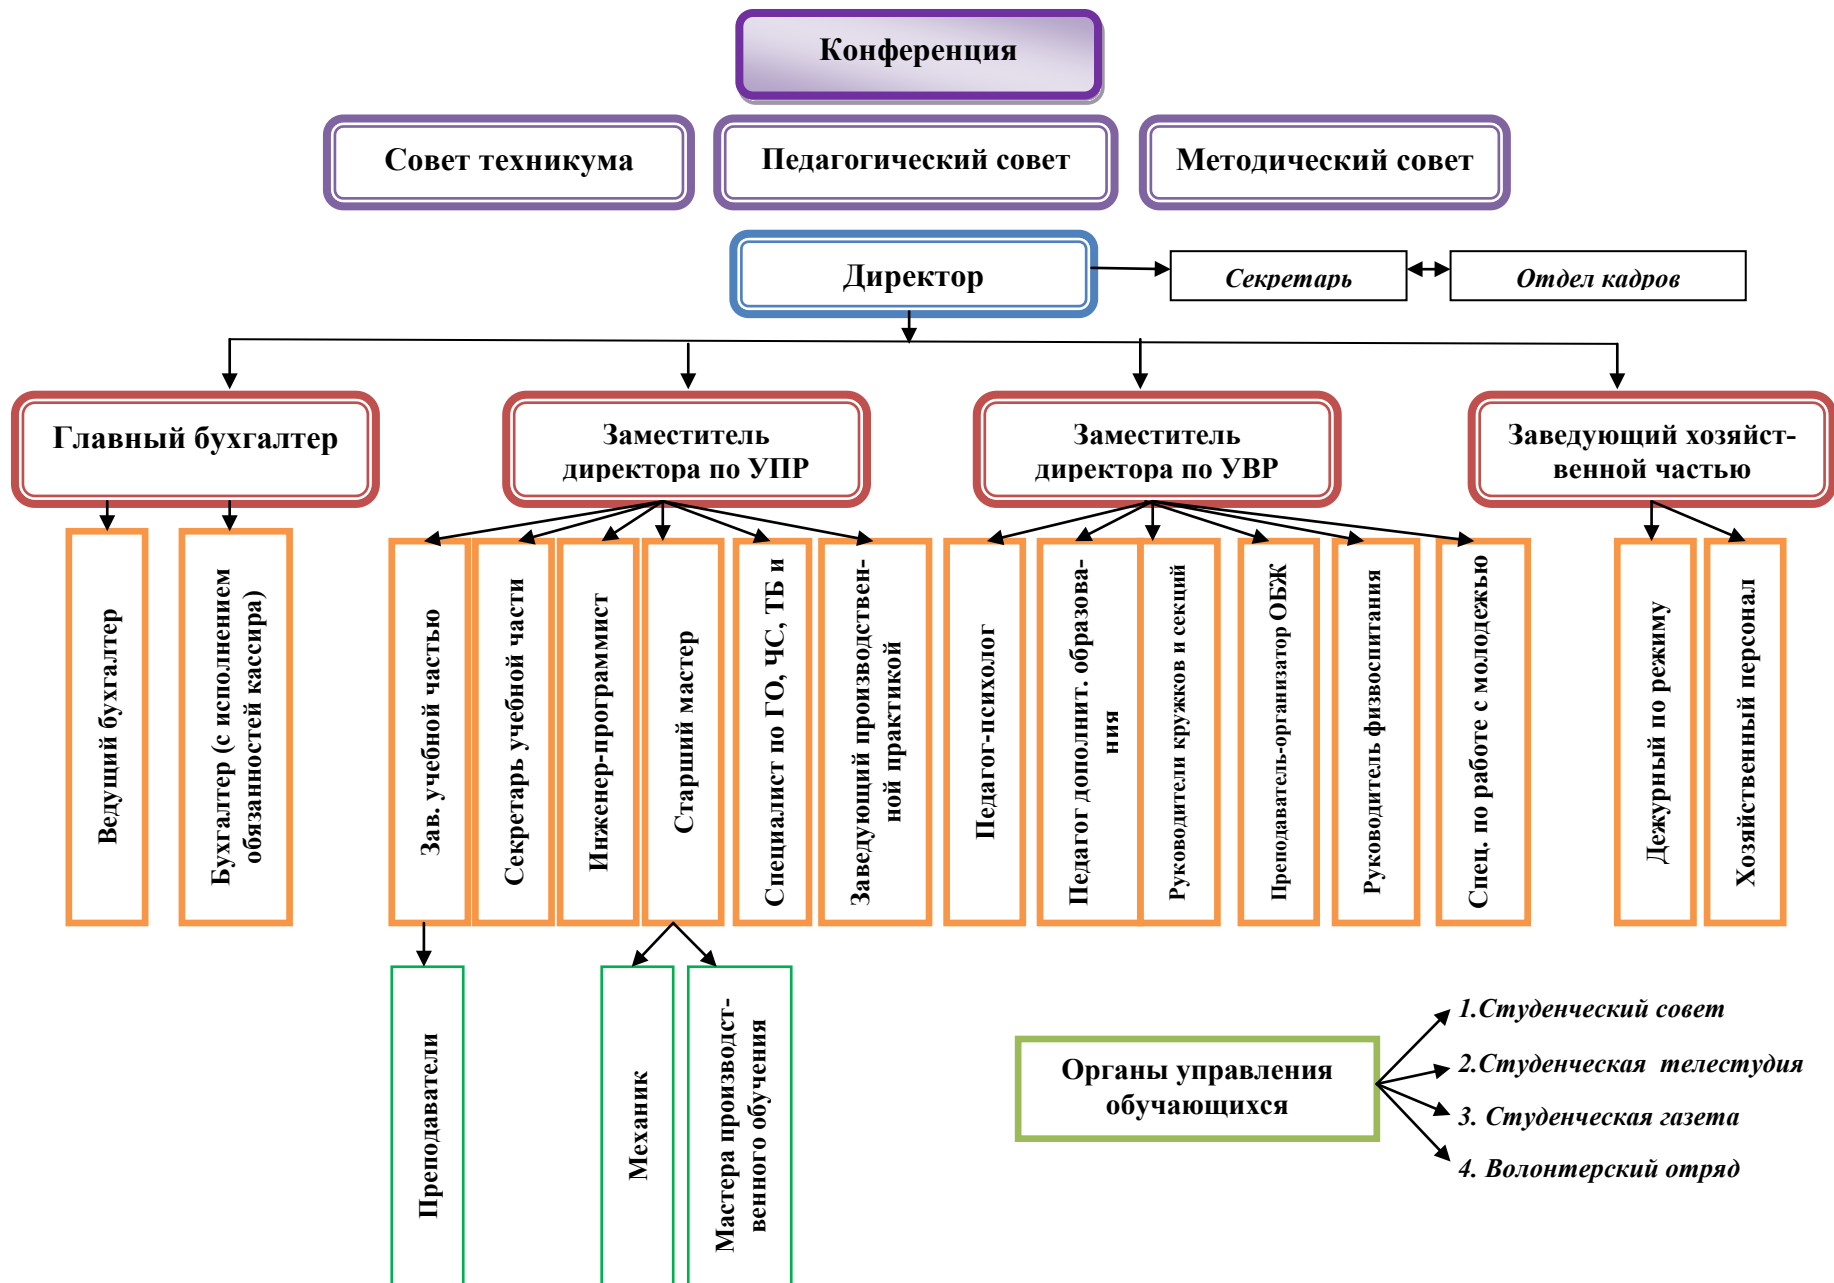 Конференция
Совет техникума
Педагогический совет
Методический совет
Директор
Секретарь
Отдел кадров
Главный бухгалтер
Заместитель
директора по УПР
Заместитель
директора по УВР
Заведующий хозяйст-
венной частью
Ведущий бухгалтер
Бухгалтер (с исполнением
обязанностей кассира)
Зав. учебной частью
Секретарь учебной части
Инженер-программист
Старший мастер
Специалист по ГО, ЧС, ТБ и
Заведующий производствен-
ной практикой
Педагог-психолог
Педагог дополнит. образова-
ния
Руководители кружков и секций
Преподаватель-организатор ОБЖ
Руководитель физвоспитания
Спец. по работе с молодежью
Дежурный по режиму
Хозяйственный персонал
Преподаватели
Механик
Мастера производст-
венного обучения
Органы управления
обучающихся
1.Студенческий совет
2.Студенческая телестудия
3. Студенческая газета
4. Волонтерский отряд